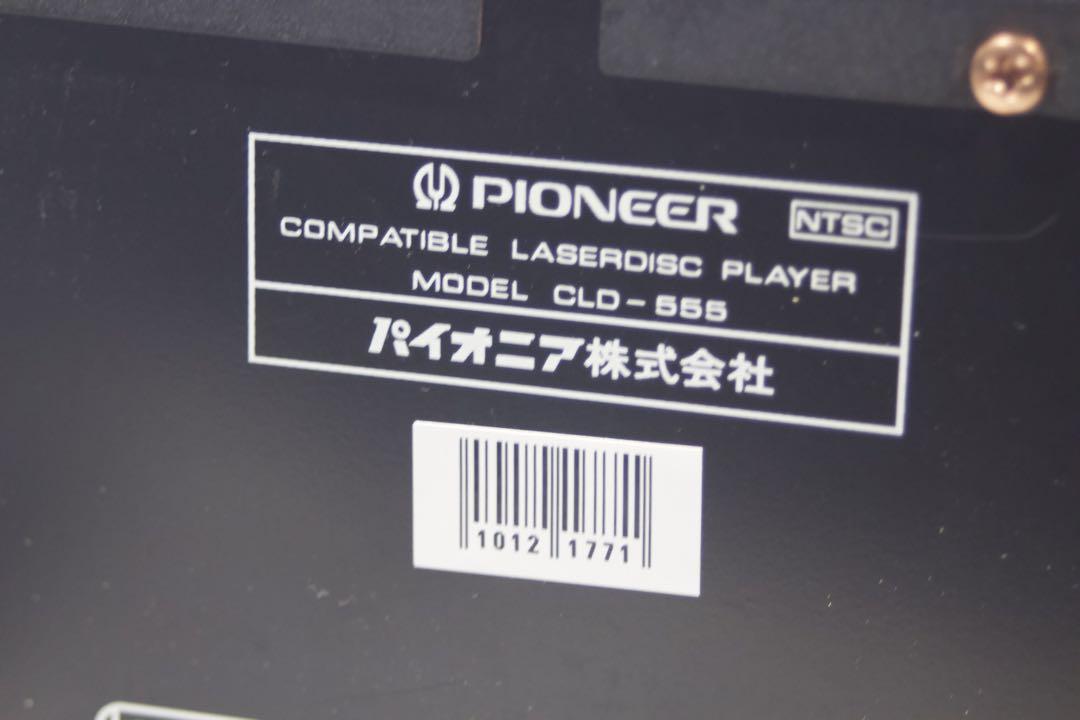 PIONEER NTSC
COMPATIBLE LASERDISC PLAYER
MODEL CLD-555
パイオニア株式会社
1012 1771